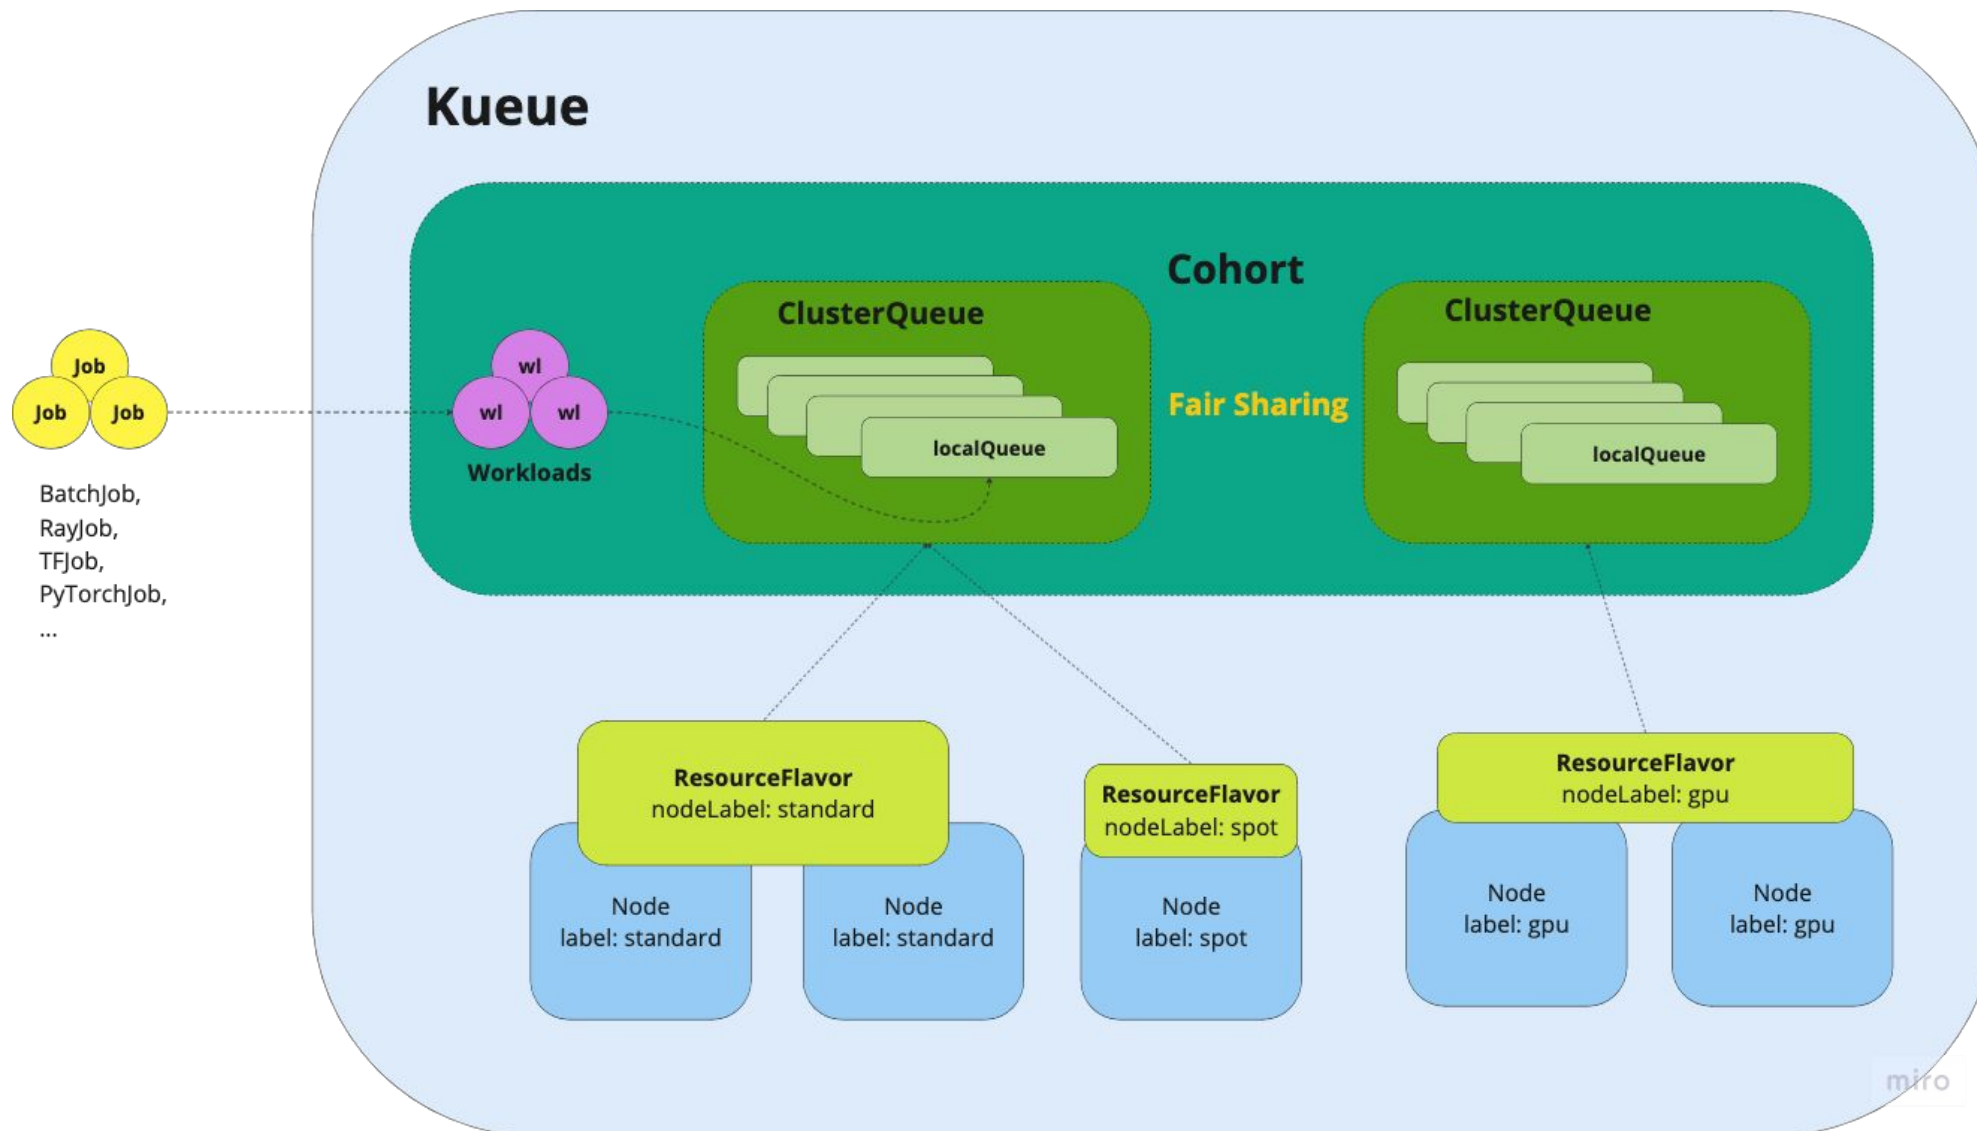 Kueue
Cohort
ClusterQueue
ClusterQueue
Fair Sharing
localQueue
localQueue
Job
Job
Job
wl
wl
wl
Workloads
BatchJob,
RayJob,
TFJob,
PyTorchJob,
...
ResourceFlavor
nodeLabel: standard
ResourceFlavor
nodeLabel: spot
ResourceFlavor
nodeLabel: gpu
Node
label: standard
Node
label: standard
Node
label: spot
Node
label: gpu
Node
label: gpu
miro